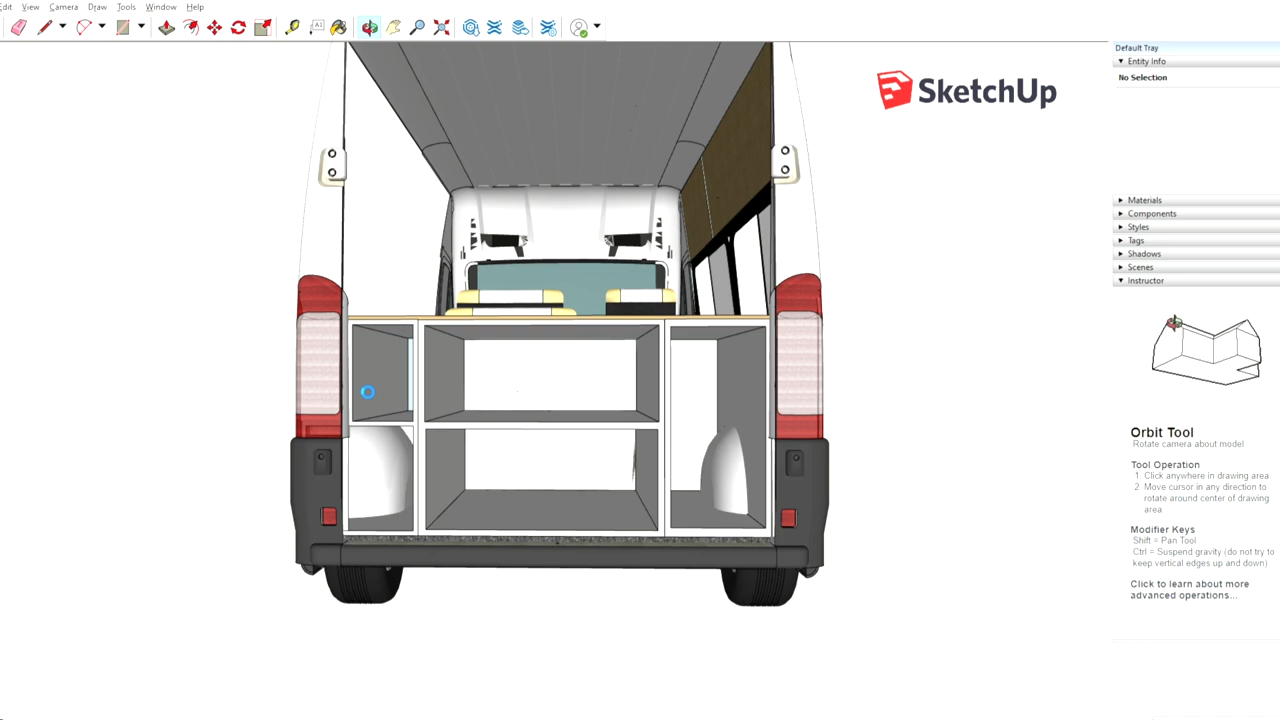 Edit View Camera Draw Tools Window Help
A1
SketchUp
Default Tray
Entity Info
No Selection
Materials
Components
Styles
Tags
Shadows
Scenes
Instructor
Orbit Tool
Rotate camera about model
Tool Operation
1. Click anywhere in drawing area
2. Move cursor in any direction to
rotate around center of drawing
area
Modifier Keys
Shift = Pan Tool
Ctrl = Suspend gravity (do not try to
keep vertical edges up and down)
Click to learn about more
advanced operations...